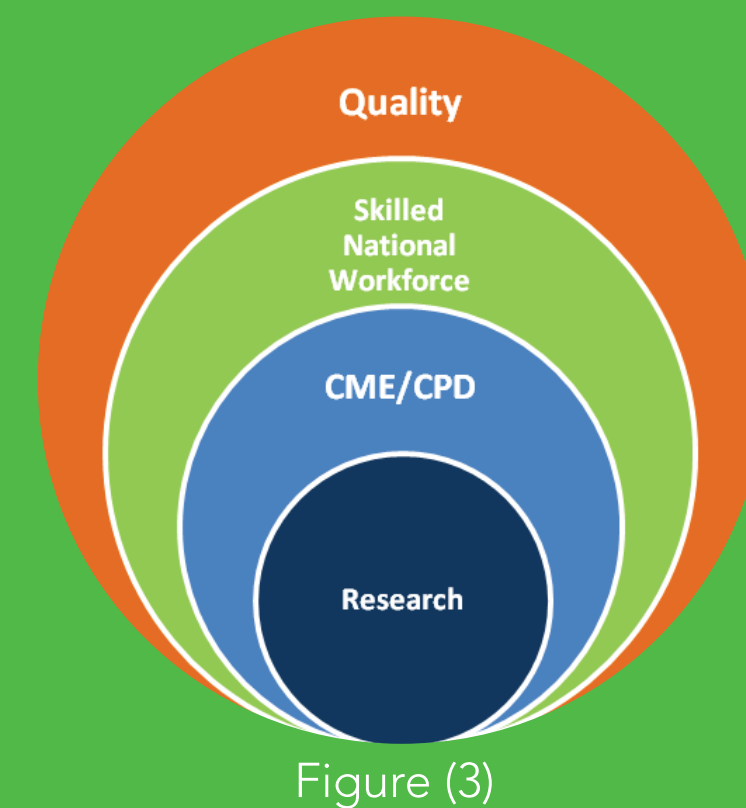 Quality
Skilled
National
Workforce
CME/CPD
Research
Figure (3)